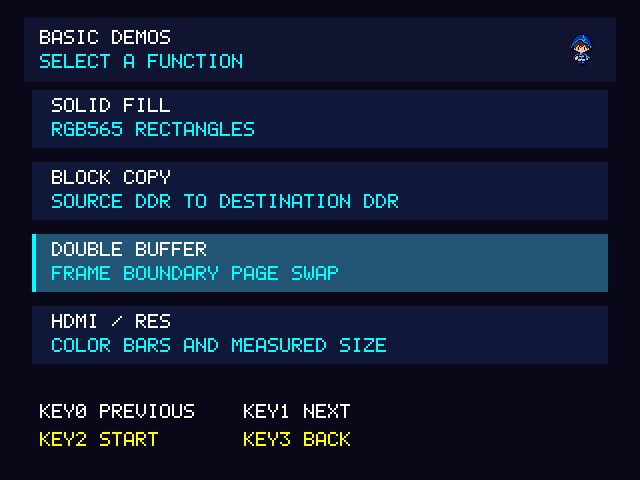 BASIC DEMOS
SELECT A FUNCTION
SOLID FILL
RGB565 RECTANGLES
BLOCK COPY
SOURCE DDR TO DESTINATION DDR
DOUBLE BUFFER
FRAME BOUNDARY PAGE SWAP
HDMI / RES
COLOR BARS AND MEASURED SIZE
KEY0 PREVIOUS KEY1 NEXT
KEY2 START KEY3 BACK